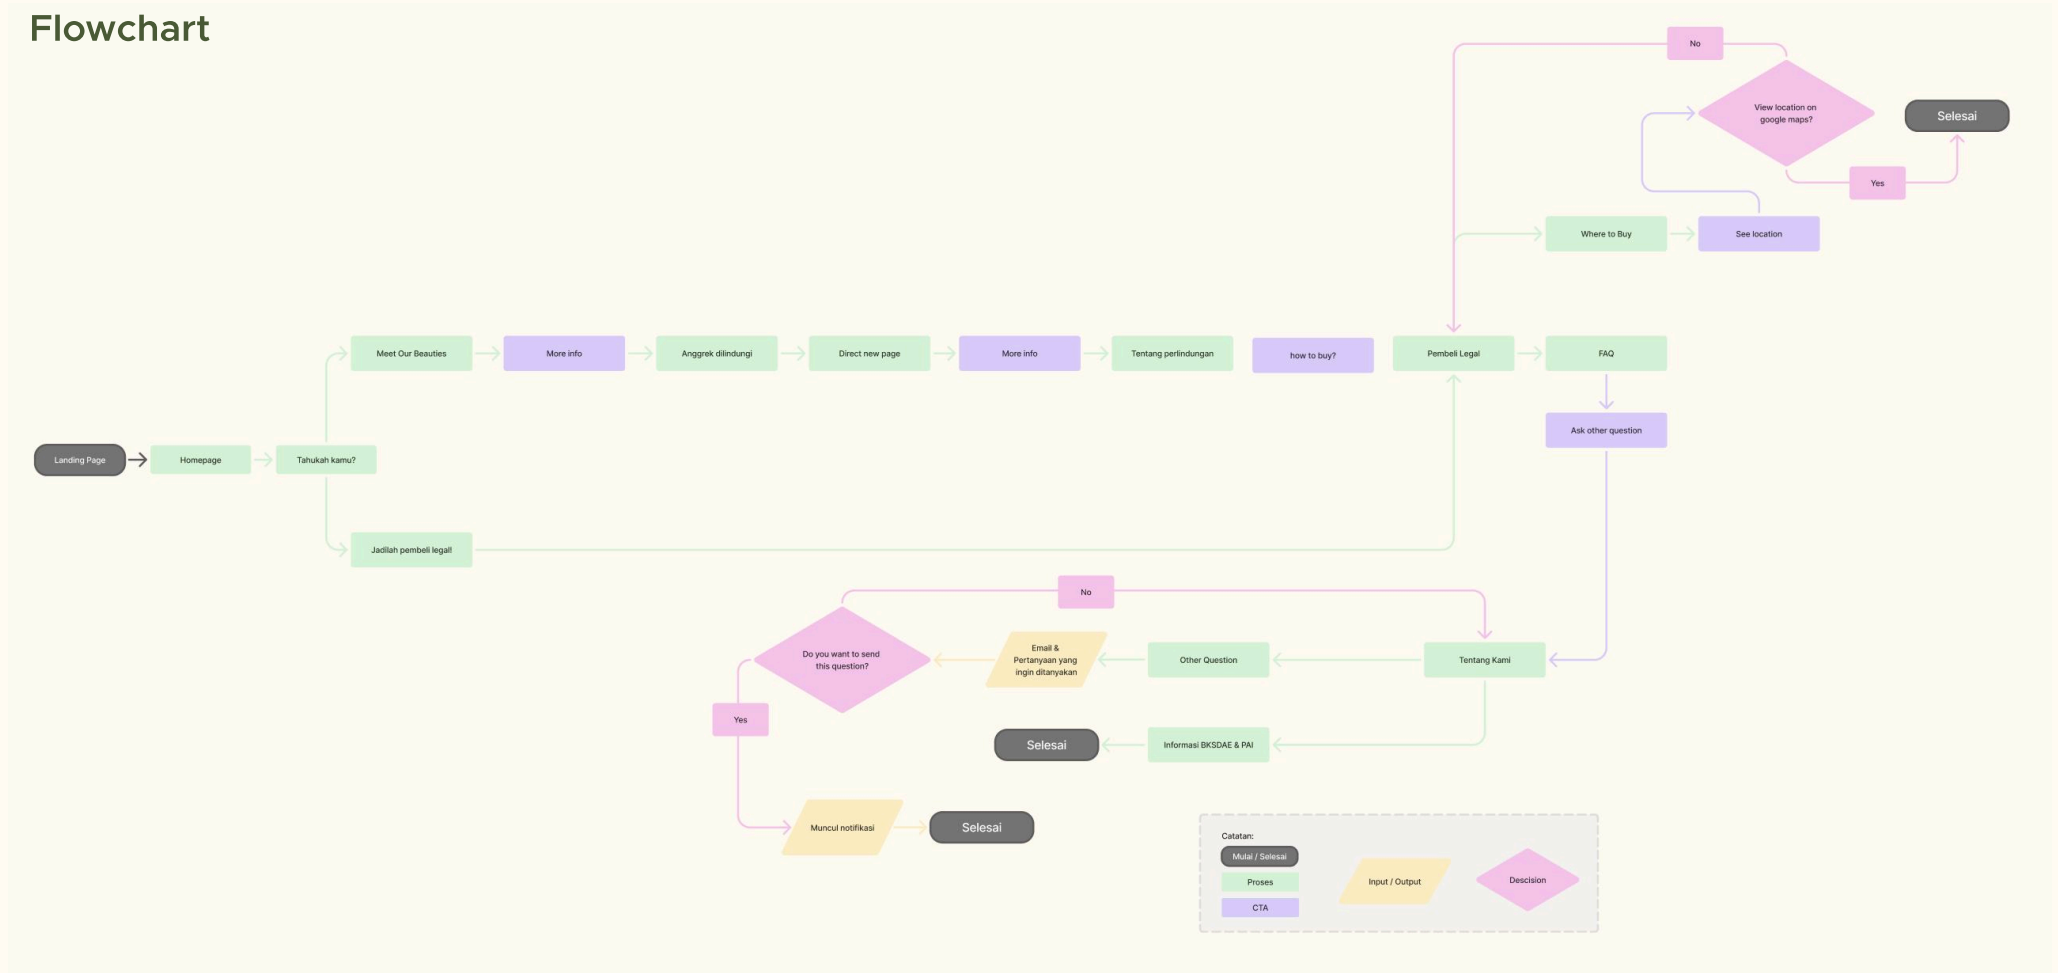 Flowchart
No
View location on
google maps?
Selesai
Yes
Where to Buy
See location
Meet Our Beauties
More info
Anggrek dilindungi
Direct new page
More info
Tentang perlindungan
how to buy?
Pembeli Legal
FAQ
Ask other question
Landing Page
Homepage
Tahukah kamu?
Jadilah pembeli legal!
No
Do you want to send
this question?
Email &
Pertanyaan yang
ingin ditanyakan
Other Question
Tentang Kami
Yes
Selesai
Informasi BKSDAE & PAI
Muncul notifikasi
Selesai
Catatan:
Mulai / Selesai
Proses
CTA
Input / Output
Descision